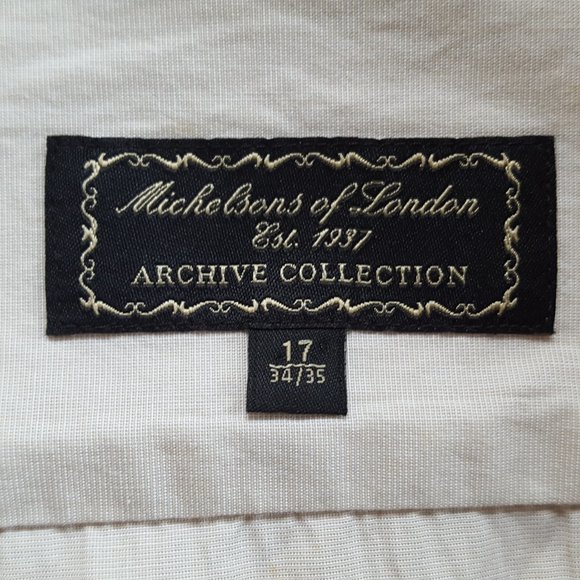 Michelsons of London
Est. 1937
ARCHIVE COLLECTION
17
34/35